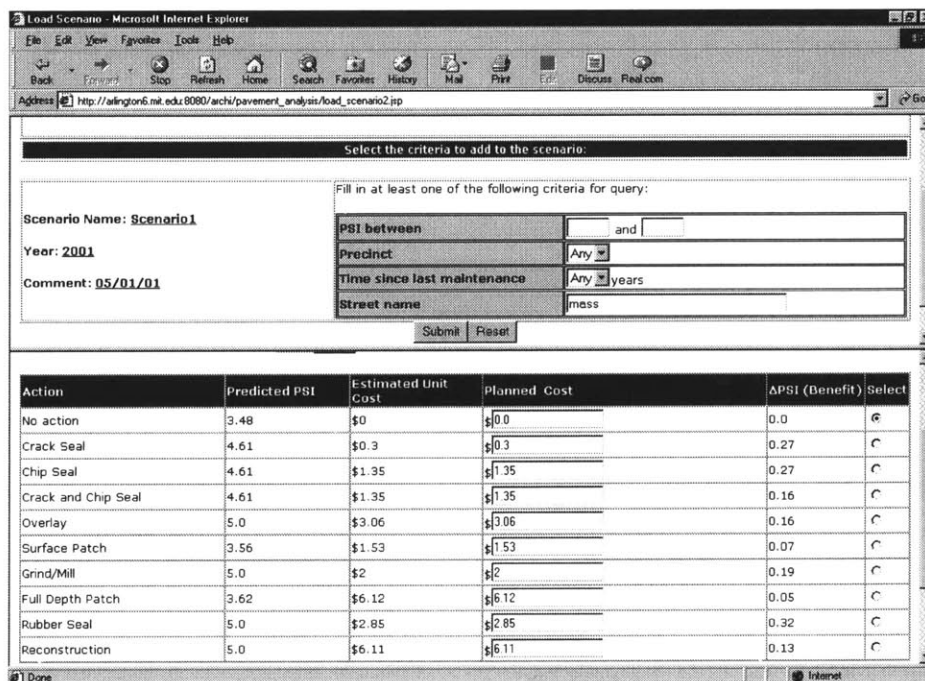 Load Scenario - Microsoft Internet Explorer
File Edit View Favorites Tools Help
Back Forward Stop Refresh Home Search Favorites History Mail Print Edit Discuss Real.com
Address http://arlington6.mit.edu:8080/archi/pavement_analysis/load_scenario2.jsp Go
Select the criteria to add to the scenario:
Fill in at least one of the following criteria for query:
Scenario Name: Scenario1
Year: 2001
Comment: 05/01/01
PSI between and
Precinct Any
Time since last maintenance Any years
Street name mass
Submit Reset
Action Predicted PSI Estimated Unit Cost Planned Cost ΔPSI (Benefit) Select
No action 3.48 $0 $0.0 0.0
Crack Seal 4.61 $0.3 $0.3 0.27
Chip Seal 4.61 $1.35 $1.35 0.27
Crack and Chip Seal 4.61 $1.35 $1.35 0.16
Overlay 5.0 $3.06 $3.06 0.16
Surface Patch 3.56 $1.53 $1.53 0.07
Grind/Mill 5.0 $2 $2 0.19
Full Depth Patch 3.62 $6.12 $6.12 0.05
Rubber Seal 5.0 $2.85 $2.85 0.32
Reconstruction 5.0 $6.11 $6.11 0.13
Done Internet